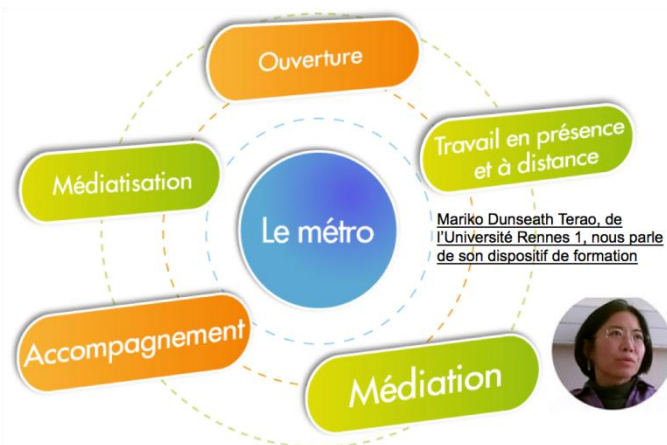 Ouverture
Travail en présence
et à distance
Médiatisation
Le métro
Mariko Dunseath Terao, de
l'Université Rennes 1, nous parle
de son dispositif de formation
Accompagnement
Médiation